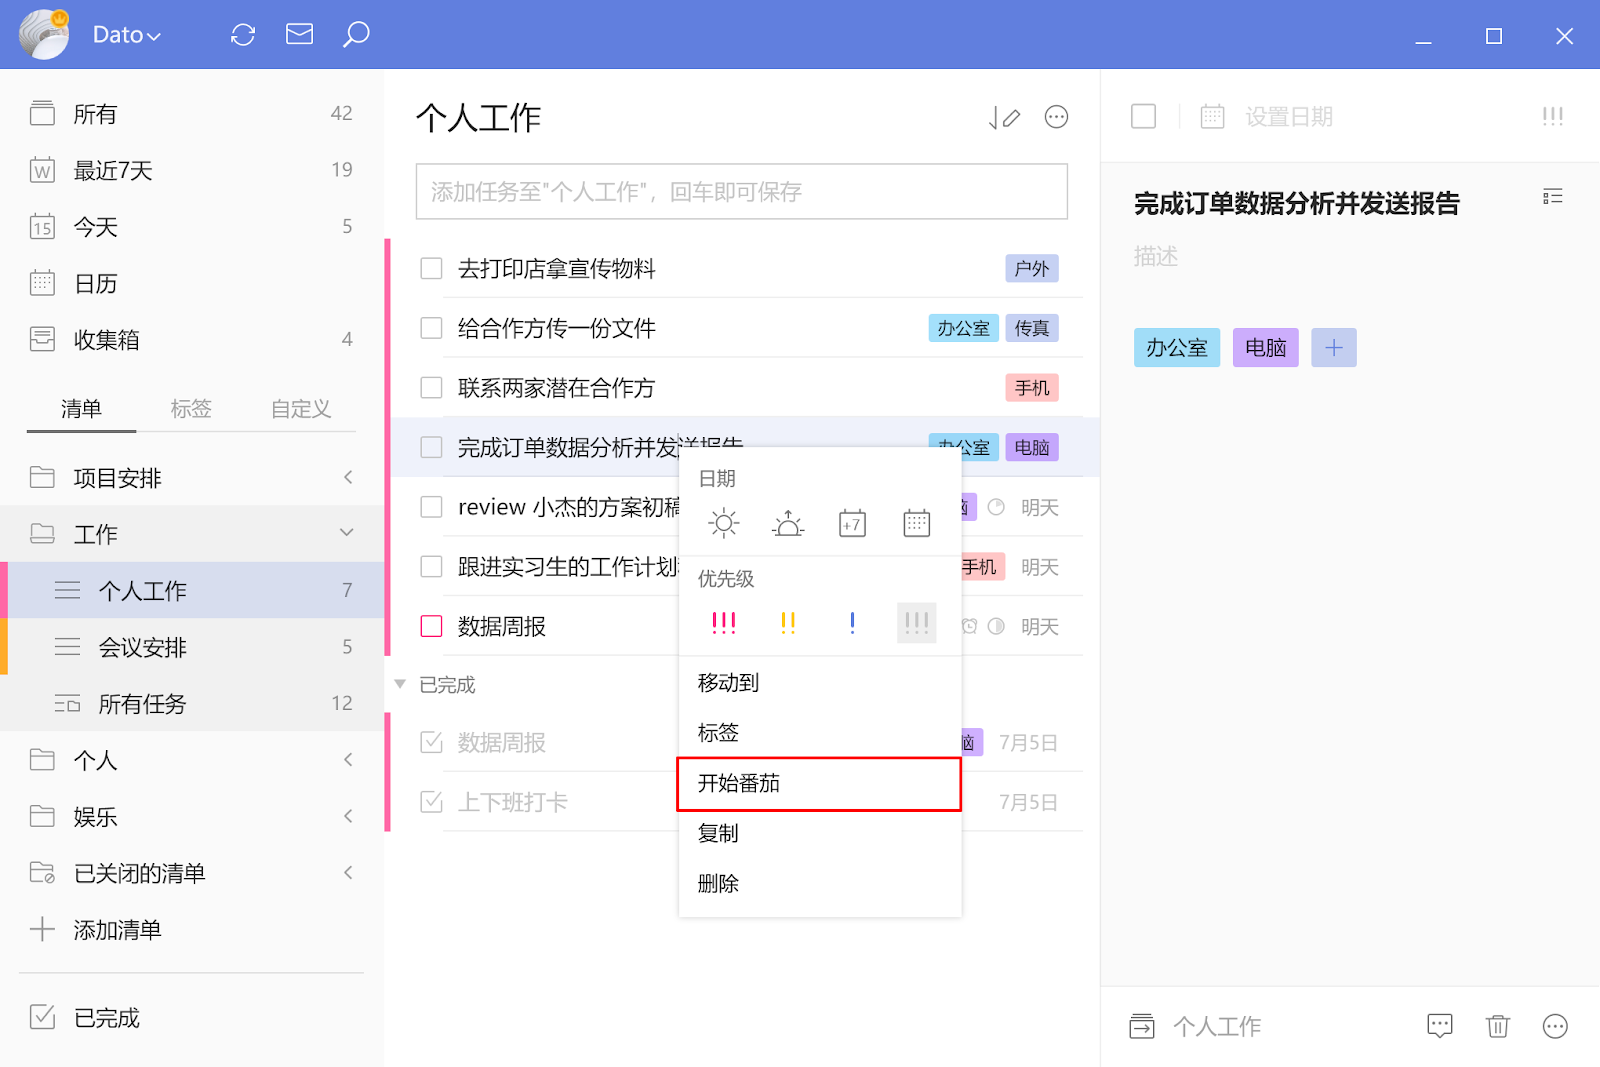 Dato
所有 42
W 最近7天 19
15 今天 5
日历
收集箱 4
清单 标签 自定义
项目安排
工作
个人工作 7
会议安排 5
所有任务 12
个人
娱乐
已关闭的清单
添加清单
已完成
个人工作
添加任务至"个人工作"，回车即可保存
去打印店拿宣传物料 户外
给合作方传一份文件 办公室 传真
联系两家潜在合作方 手机
完成订单数据分析并发送报告 办公室 电脑
review 小杰的方案初稿 脑 明天
跟进实习生的工作计划 手机 明天
数据周报 明天
已完成
数据周报 脑 7月5日
上下班打卡 7月5日
日期
+7
优先级
!!! !! ! !!!
移动到
标签
开始番茄
复制
删除
设置日期 !!!
完成订单数据分析并发送报告
描述
办公室 电脑 +
个人工作